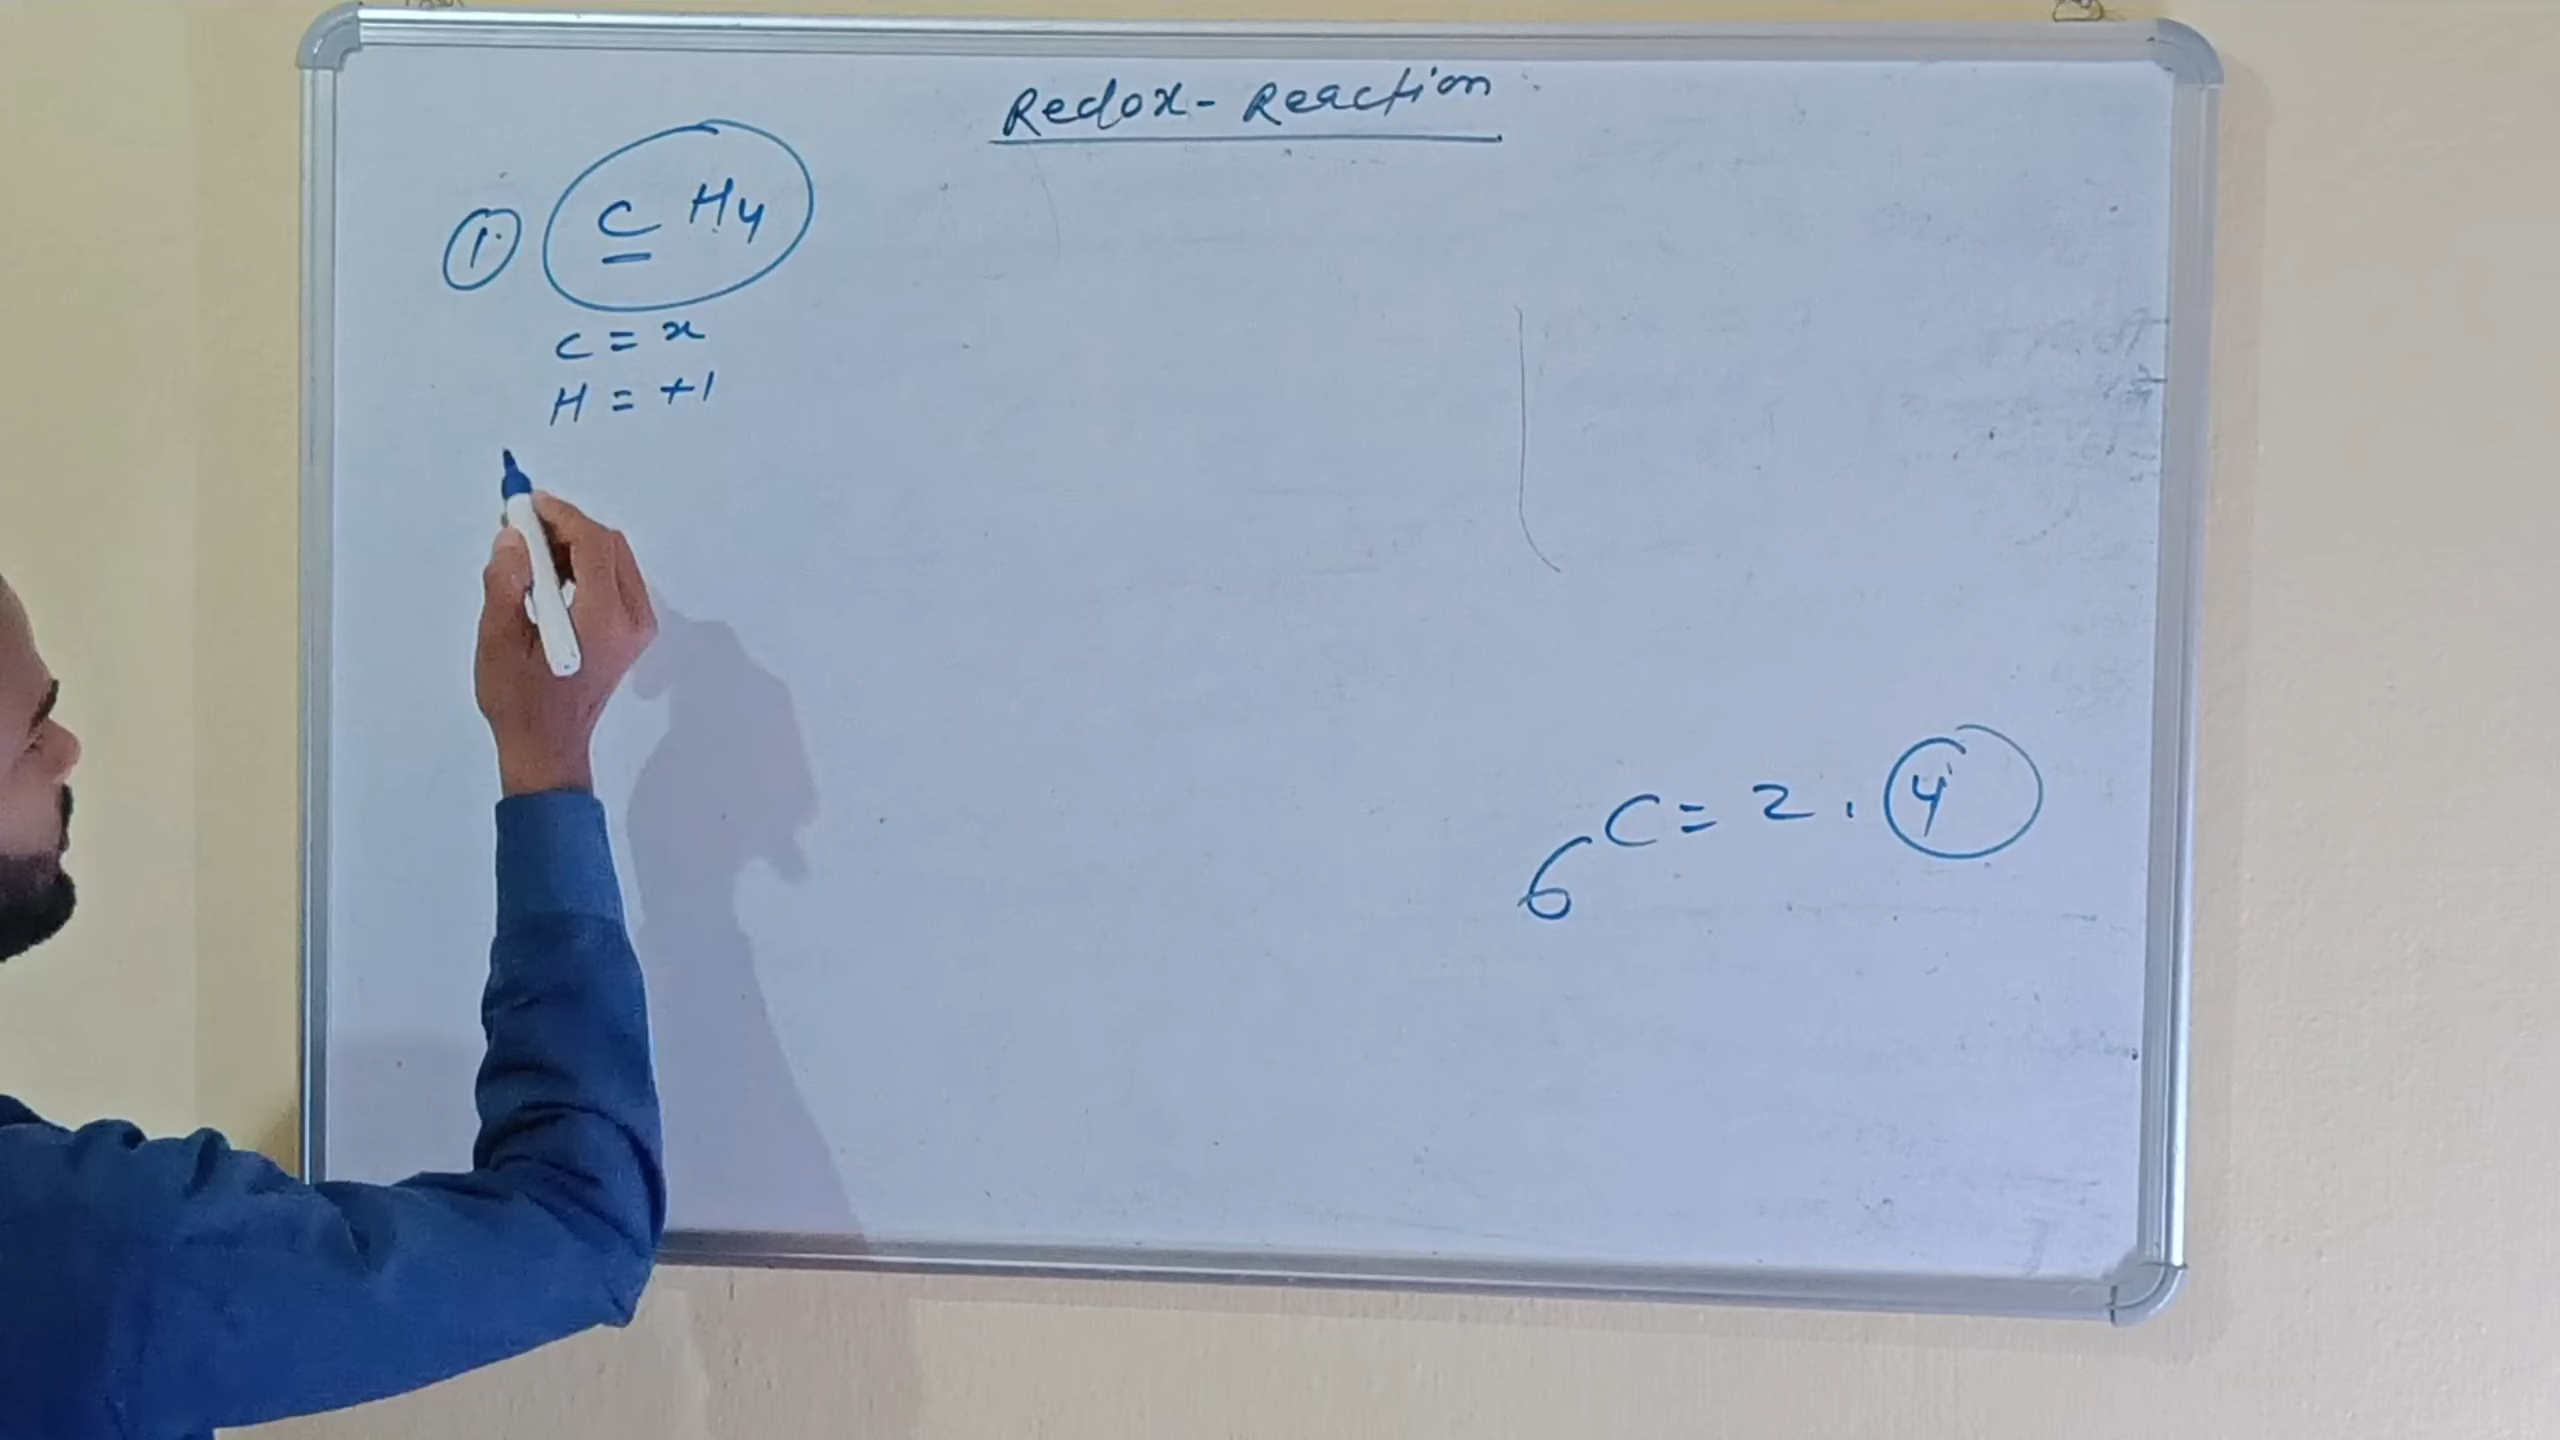 Redox- Reaction
① CH4
C = x
H = +1
6C = 2, 4